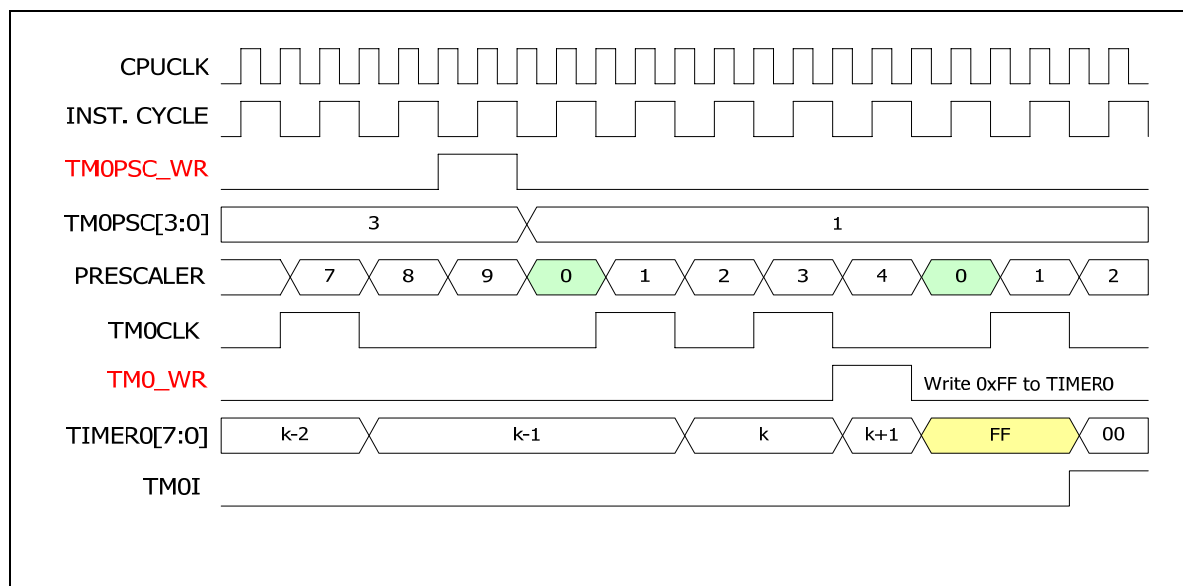 CPUCLK
INST. CYCLE
TM0PSC_WR
TM0PSC[3:0] 3 1
PRESCALER 7 8 9 0 1 2 3 4 0 1 2
TM0CLK
TM0_WR Write 0xFF to TIMER0
TIMER0[7:0] k-2 k-1 k k+1 FF 00
TM0I